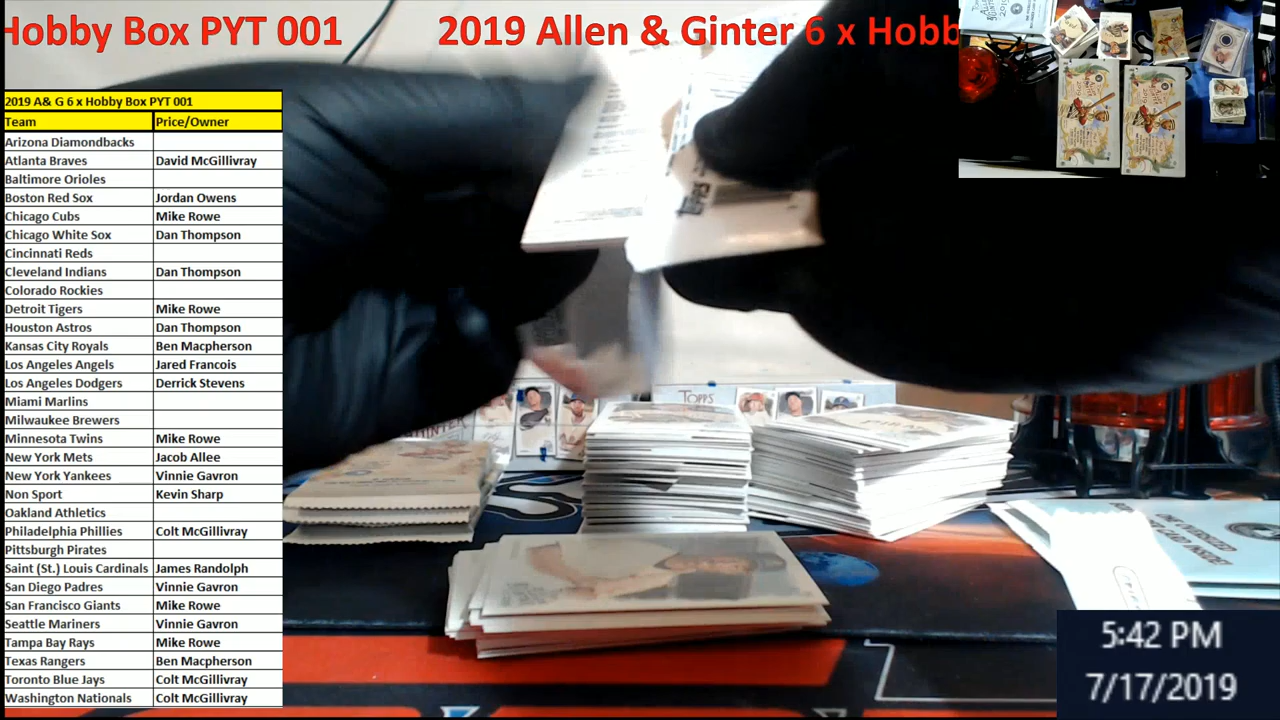 Hobby Box PYT 001 2019 Allen & Ginter 6 x Hobb
2019 A& G 6 x Hobby Box PYT 001
Team Price/Owner
Arizona Diamondbacks
Atlanta Braves David McGillivray
Baltimore Orioles
Boston Red Sox Jordan Owens
Chicago Cubs Mike Rowe
Chicago White Sox Dan Thompson
Cincinnati Reds
Cleveland Indians Dan Thompson
Colorado Rockies
Detroit Tigers Mike Rowe
Houston Astros Dan Thompson
Kansas City Royals Ben Macpherson
Los Angeles Angels Jared Francois
Los Angeles Dodgers Derrick Stevens
Miami Marlins
Milwaukee Brewers
Minnesota Twins Mike Rowe
New York Mets Jacob Allee
New York Yankees Vinnie Gavron
Non Sport Kevin Sharp
Oakland Athletics
Philadelphia Phillies Colt McGillivray
Pittsburgh Pirates
Saint (St.) Louis Cardinals James Randolph
San Diego Padres Vinnie Gavron
San Francisco Giants Mike Rowe
Seattle Mariners Vinnie Gavron
Tampa Bay Rays Mike Rowe
Texas Rangers Ben Macpherson
Toronto Blue Jays Colt McGillivray
Washington Nationals Colt McGillivray
Topps
TOPPS
5:42 PM
7/17/2019